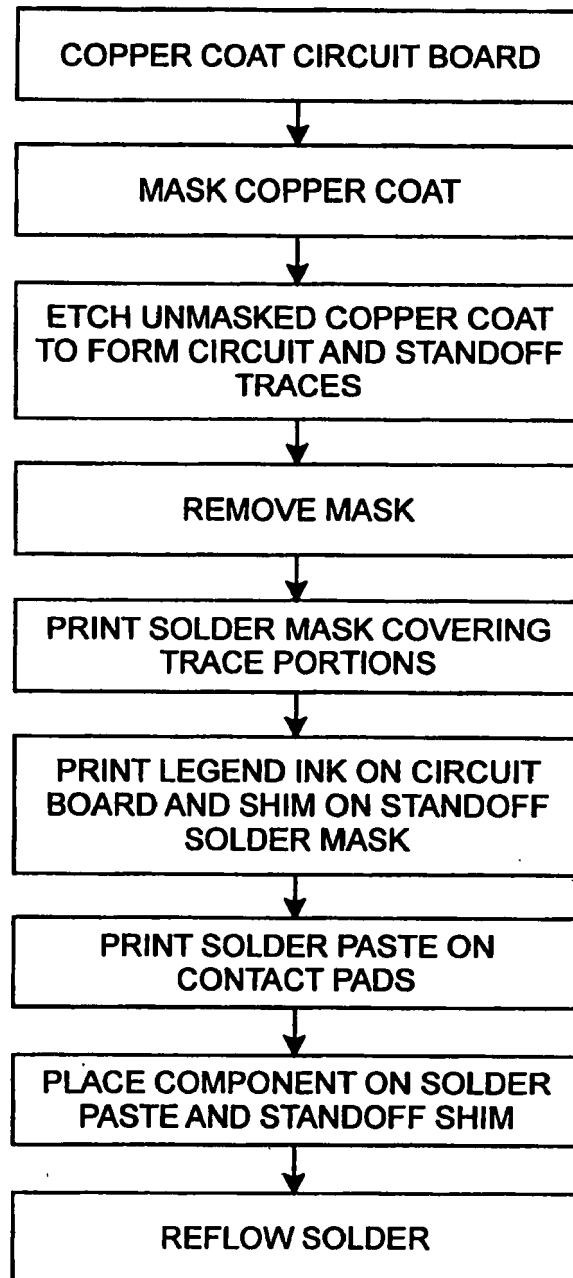 COPPER COAT CIRCUIT BOARD
MASK COPPER COAT
ETCH UNMASKED COPPER COAT
TO FORM CIRCUIT AND STANDOFF
TRACES
REMOVE MASK
PRINT SOLDER MASK COVERING
TRACE PORTIONS
PRINT LEGEND INK ON CIRCUIT
BOARD AND SHIM ON STANDOFF
SOLDER MASK
PRINT SOLDER PASTE ON
CONTACT PADS
PLACE COMPONENT ON SOLDER
PASTE AND STANDOFF SHIM
REFLOW SOLDER